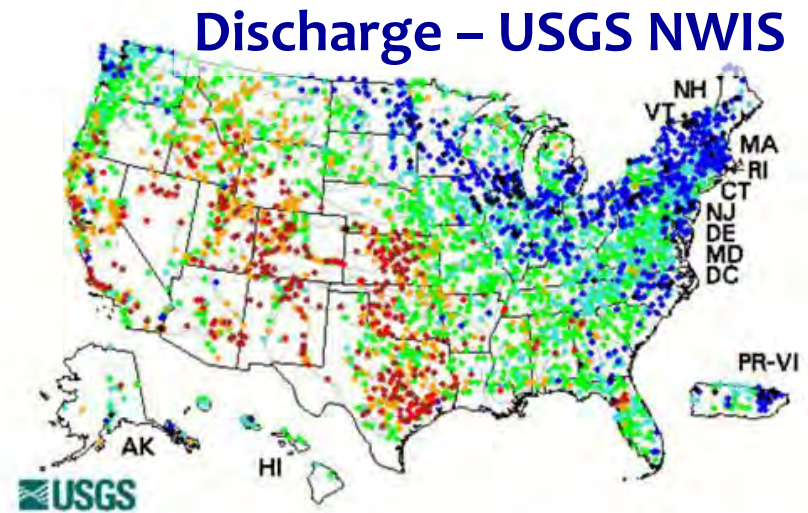 Discharge – USGS NWIS
NH
VT
MA
RI
CT
NJ
DE
MD
DC
PR-VI
AK
HI
USGS